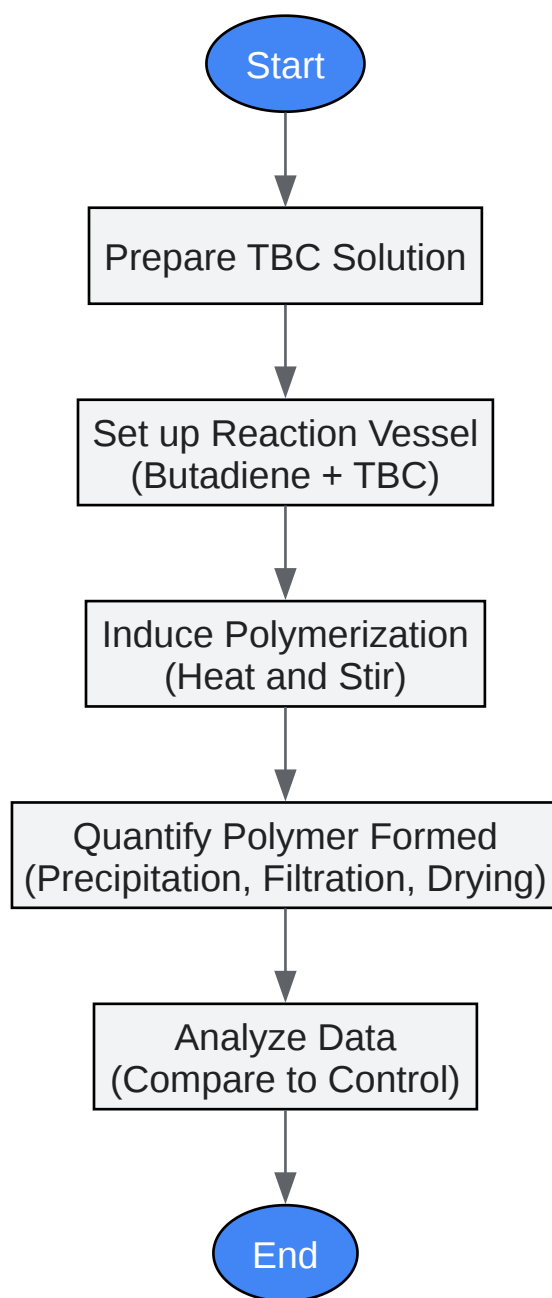 Start
Prepare TBC Solution
Set up Reaction Vessel
(Butadiene + TBC)
Induce Polymerization
(Heat and Stir)
Quantify Polymer Formed
(Precipitation, Filtration, Drying)
Analyze Data
(Compare to Control)
End